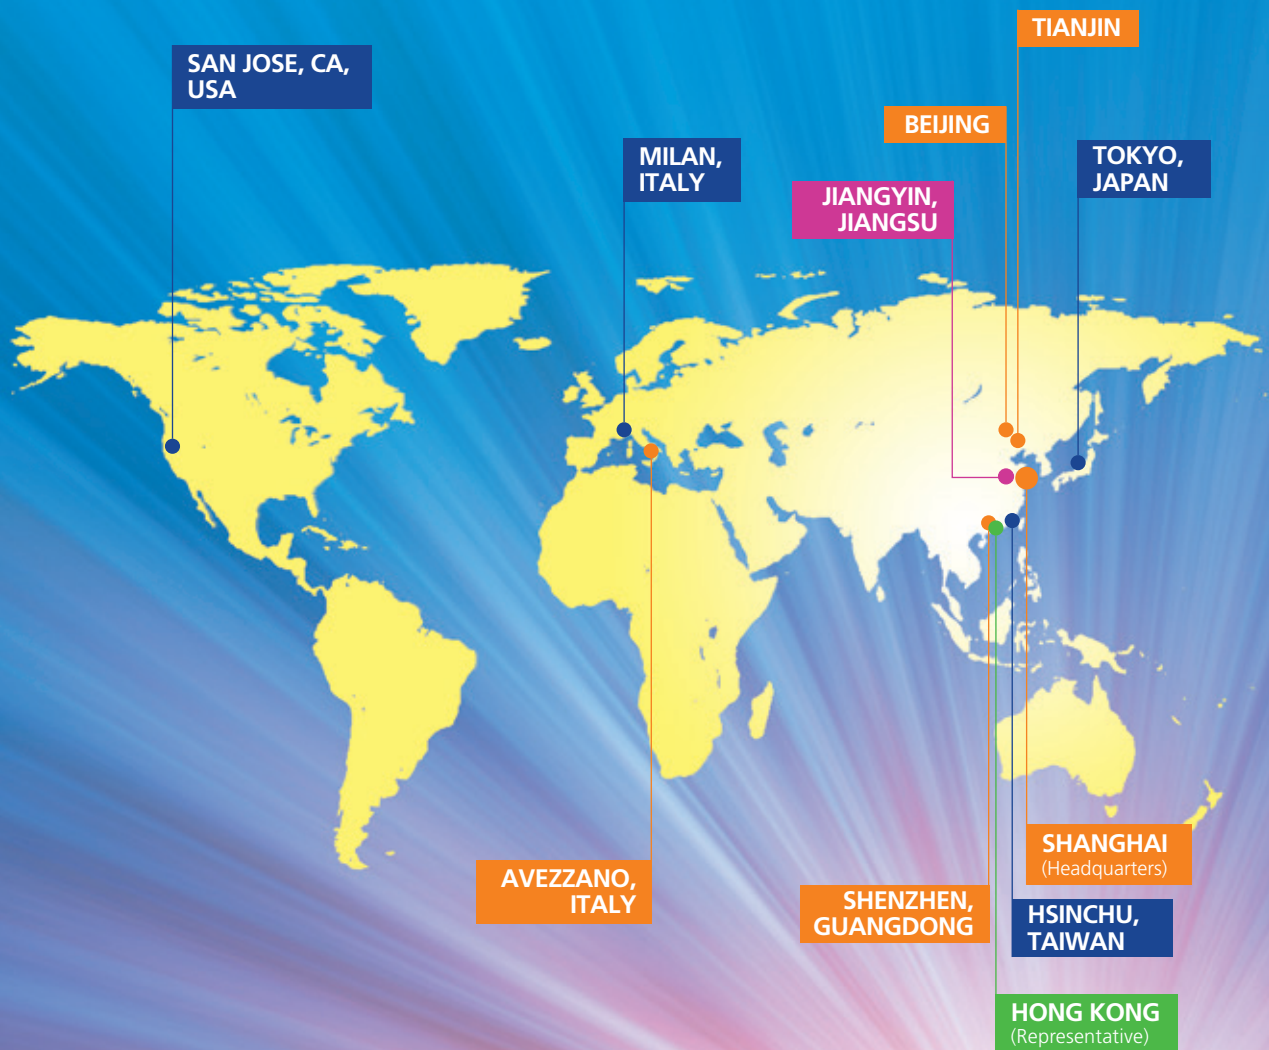 TIANJIN
SAN JOSE, CA,
USA
BEIJING
MILAN,
ITALY
TOKYO,
JAPAN
JIANGYIN,
JIANGSU
SHANGHAI
(Headquarters)
AVEZZANO,
ITALY
SHENZHEN,
GUANGDONG
HSINCHU,
TAIWAN
HONG KONG
(Representative)